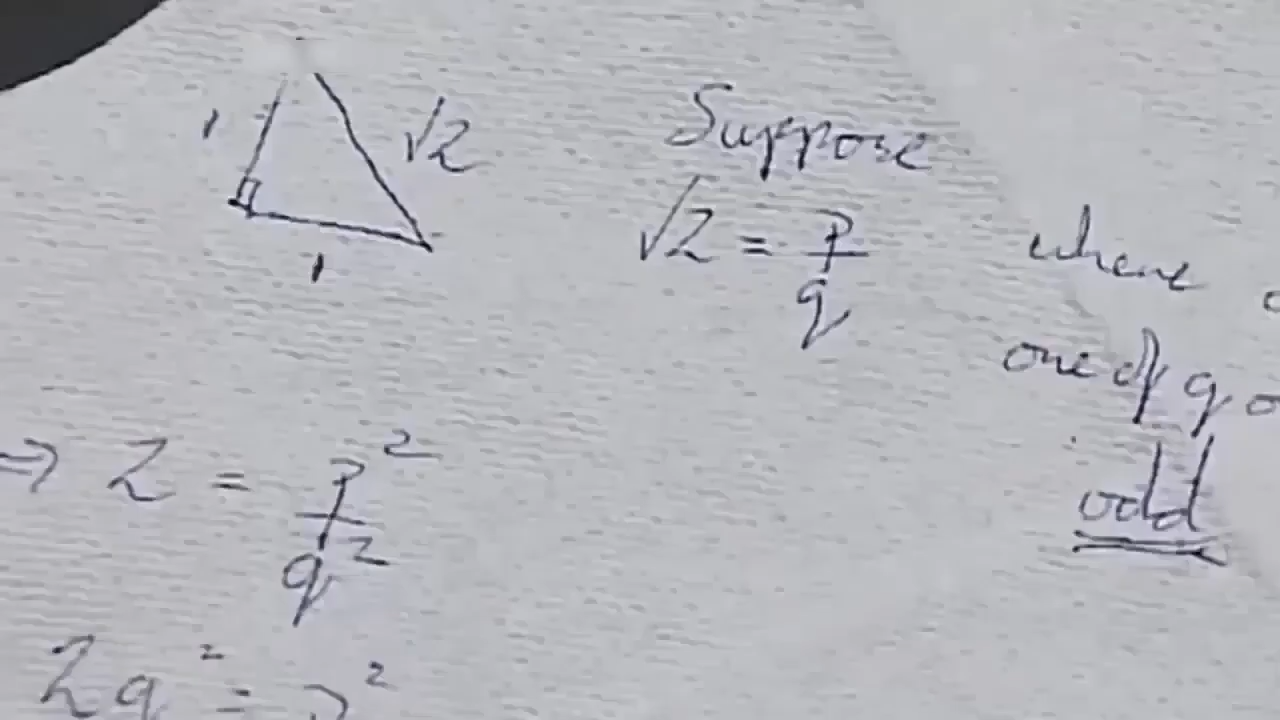 1
√2
1
Suppose
√2 = p/q
where
one of q
odd
⇒ 2 = p²/q²
2q² = p²